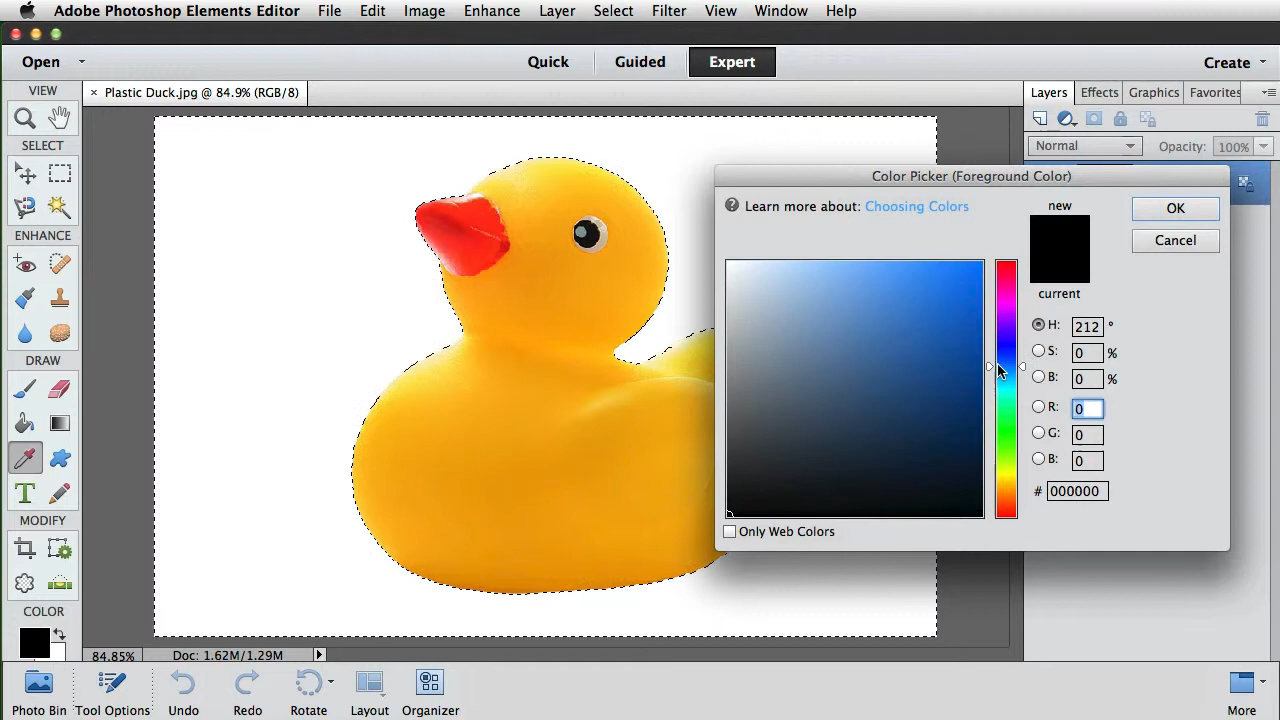 Adobe Photoshop Elements Editor File Edit Image Enhance Layer Select Filter View Window Help
Open Quick Guided Expert Create
VIEW
× Plastic Duck.jpg @ 84.9% (RGB/8)
Layers Effects Graphics Favorites
SELECT
Normal Opacity: 100%
Color Picker (Foreground Color)
? Learn more about: Choosing Colors
new
OK
Cancel
current
ENHANCE
H: 212 °
S: 0 %
B: 0 %
R: 0
G: 0
B: 0
# 000000
Only Web Colors
DRAW
T
MODIFY
COLOR
84.85% Doc: 1.62M/1.29M
Photo Bin Tool Options Undo Redo Rotate Layout Organizer More